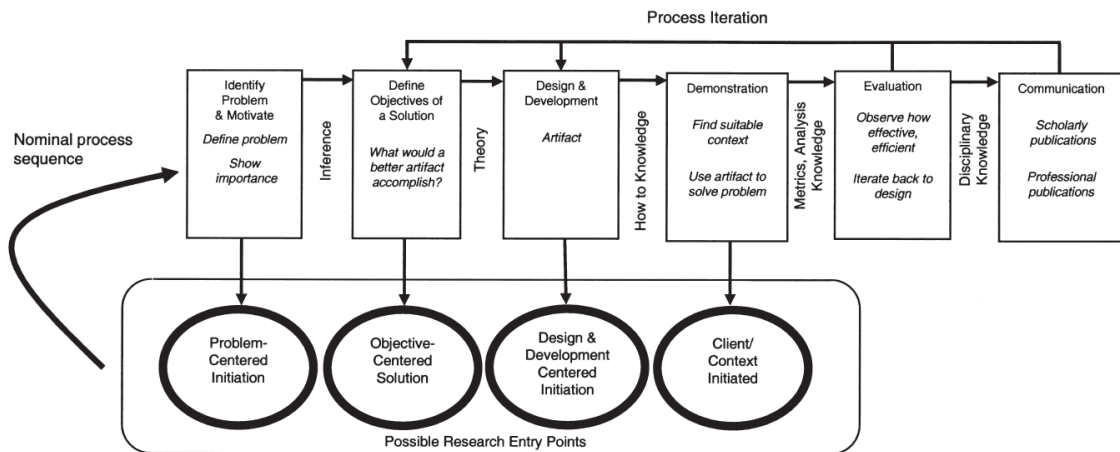 Process Iteration
Nominal process
sequence
Identify
Problem
& Motivate
Define problem
Show
importance
Inference
Define
Objectives of
a Solution
What would a
better artifact
accomplish?
Theory
Design &
Development
Artifact
How to Knowledge
Demonstration
Find suitable
context
Use artifact to
solve problem
Metrics, Analysis
Knowledge
Evaluation
Observe how
effective,
efficient
Iterate back to
design
Disciplinary
Knowledge
Communication
Scholarly
publications
Professional
publications
Problem-
Centered
Initiation
Objective-
Centered
Solution
Design &
Development
Centered
Initiation
Client/
Context
Initiated
Possible Research Entry Points